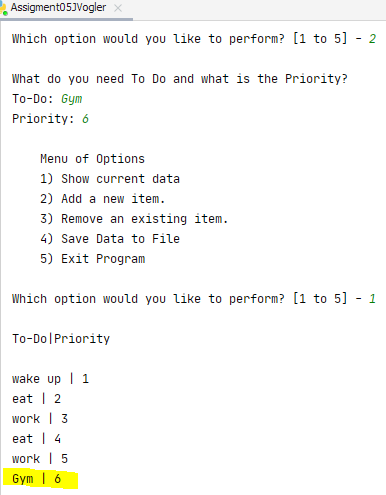 Assigment05JVogler
Which option would you like to perform? [1 to 5] - 2
What do you need To Do and what is the Priority?
To-Do: Gym
Priority: 6
Menu of Options
1) Show current data
2) Add a new item.
3) Remove an existing item.
4) Save Data to File
5) Exit Program
Which option would you like to perform? [1 to 5] - 1
To-Do|Priority
wake up | 1
eat | 2
work | 3
eat | 4
work | 5
Gym | 6